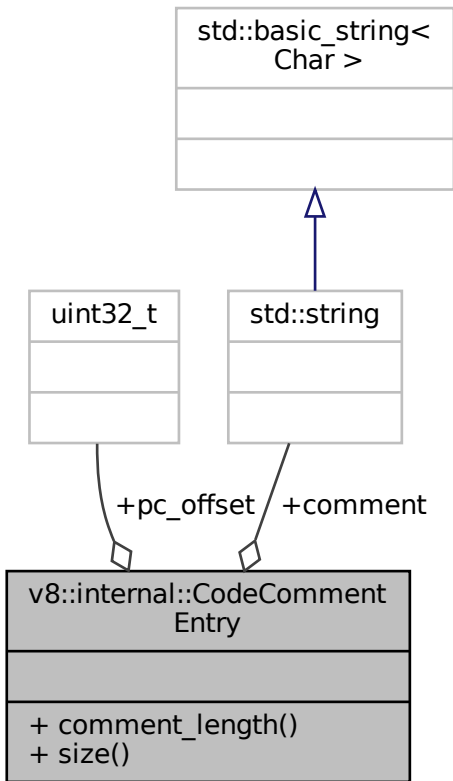 std::basic_string<
Char >
uint32_t
std::string
+pc_offset
+comment
v8::internal::CodeComment
Entry
+ comment_length()
+ size()